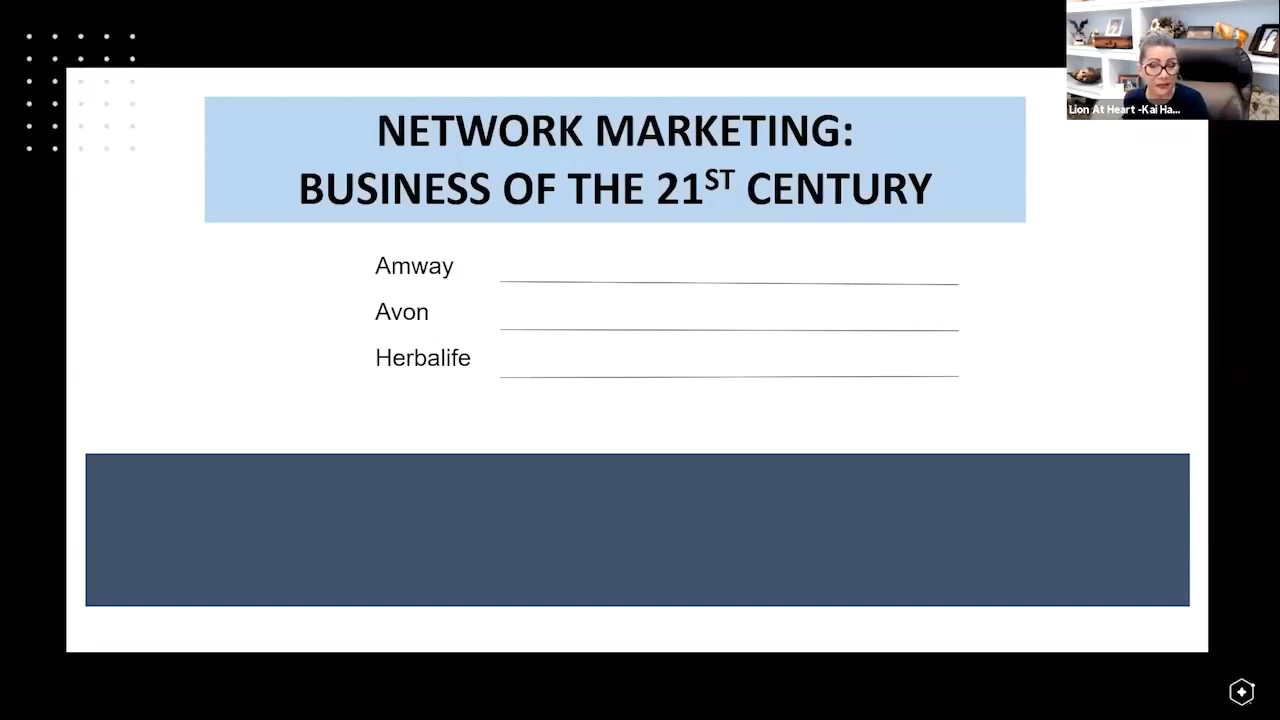 NETWORK MARKETING:
BUSINESS OF THE 21ST CENTURY
Amway
Avon
Herbalife
Lion At Heart -Kai Ha...